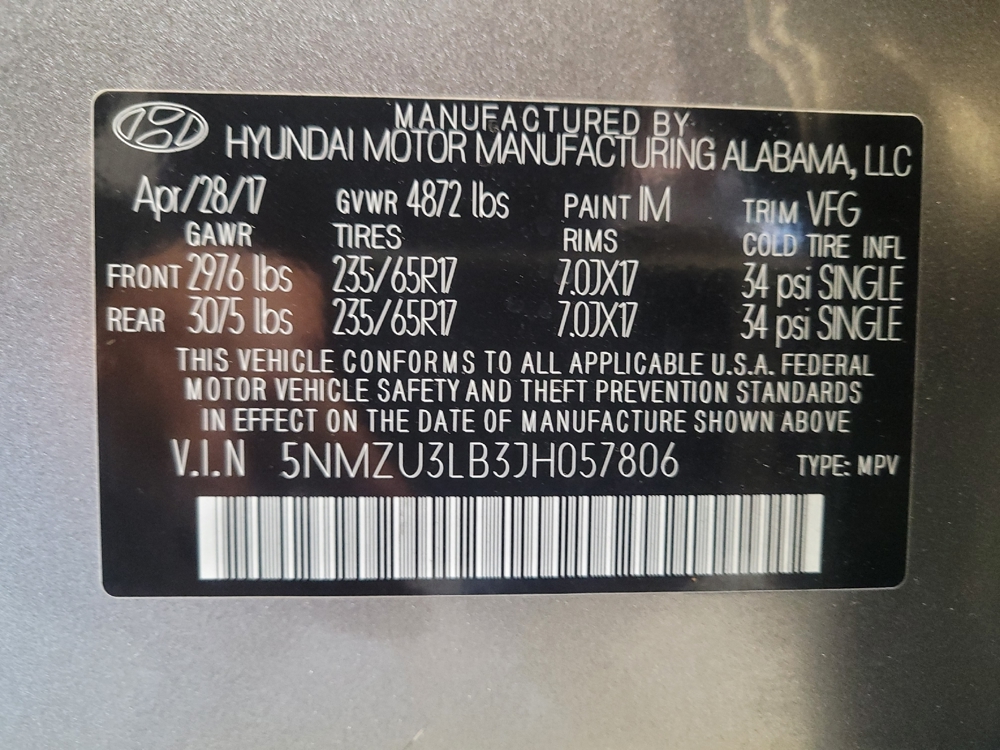 MANUFACTURED BY
HYUNDAI MOTOR MANUFACTURING ALABAMA, LLC
Apr/28/17 GVWR 4872 lbs PAINT IM TRIM VFG
GAWR TIRES RIMS COLD TIRE INFL
FRONT 2976 lbs 235/65R17 7.0JX17 34 psi SINGLE
REAR 3075 lbs 235/65R17 7.0JX17 34 psi SINGLE
THIS VEHICLE CONFORMS TO ALL APPLICABLE U.S.A. FEDERAL
MOTOR VEHICLE SAFETY AND THEFT PREVENTION STANDARDS
IN EFFECT ON THE DATE OF MANUFACTURE SHOWN ABOVE
V.I.N 5NMZU3LB3JH057806 TYPE: MPV